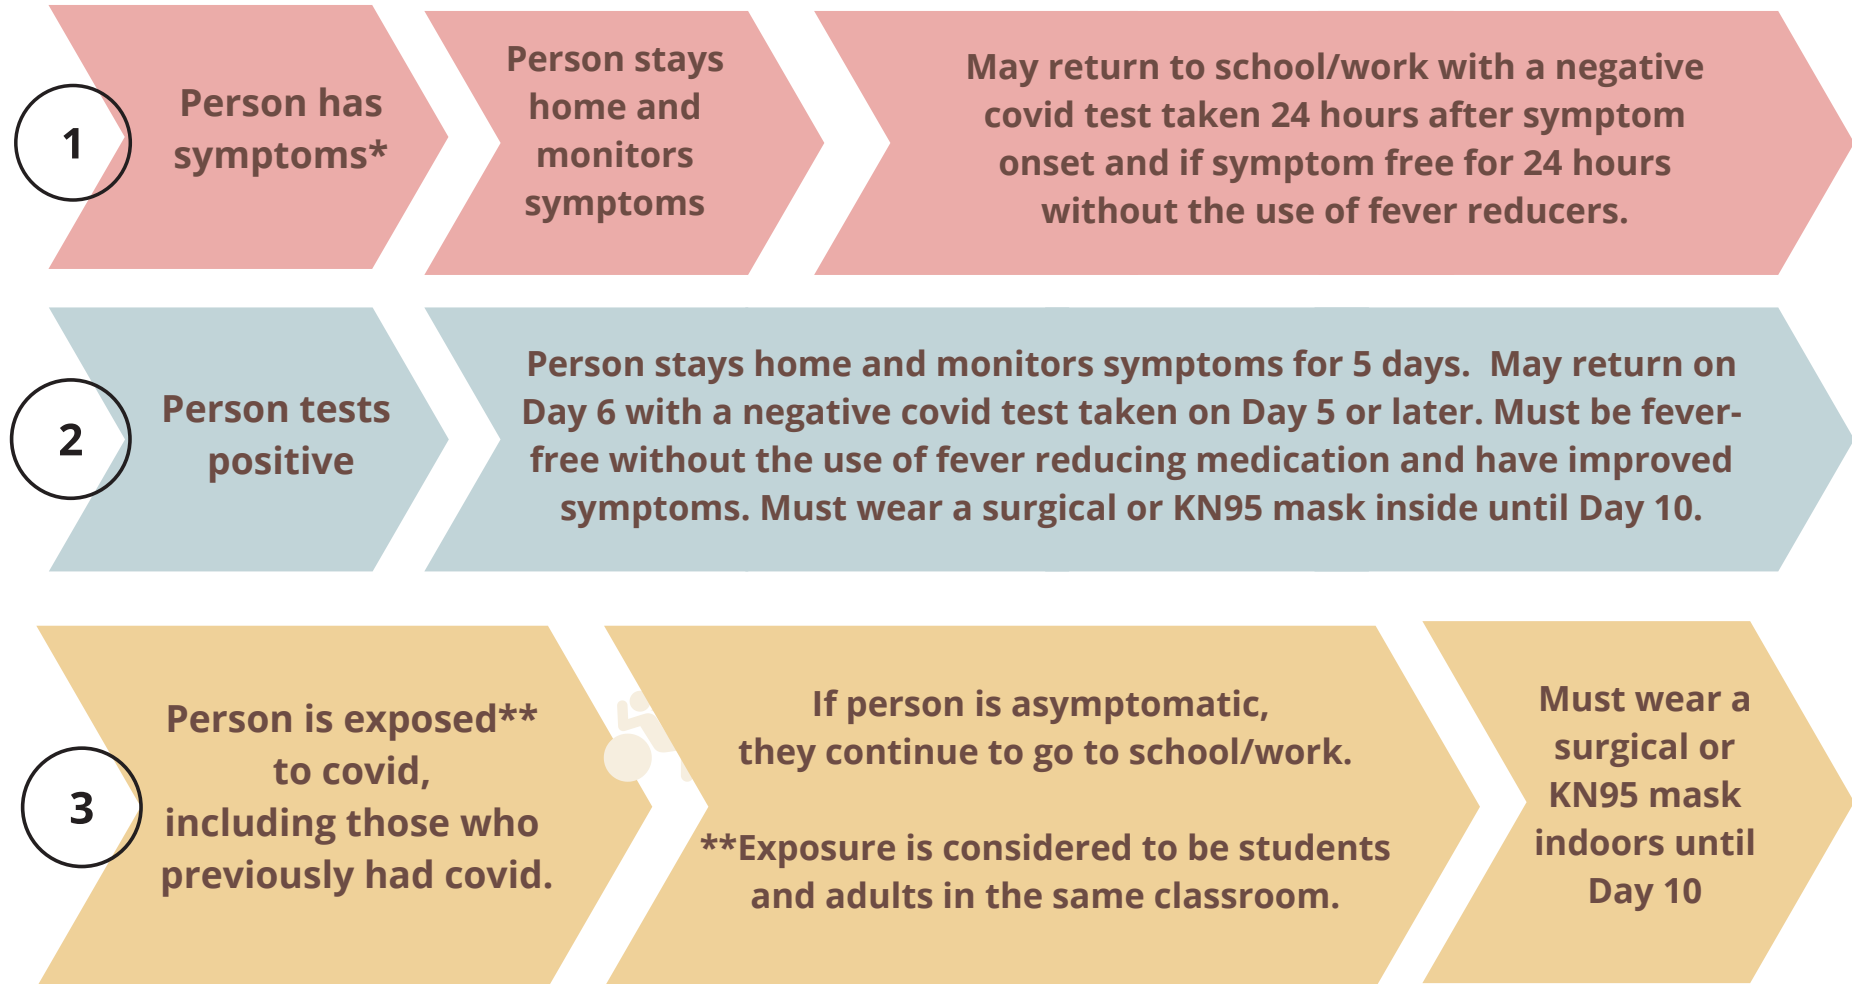 1
Person has
symptoms*
Person stays
home and
monitors
symptoms
May return to school/work with a negative
covid test taken 24 hours after symptom
onset and if symptom free for 24 hours
without the use of fever reducers.
2
Person tests
positive
Person stays home and monitors symptoms for 5 days.  May return on
Day 6 with a negative covid test taken on Day 5 or later. Must be fever-
free without the use of fever reducing medication and have improved
symptoms. Must wear a surgical or KN95 mask inside until Day 10.
3
Person is exposed**
to covid,
including those who
previously had covid.
If person is asymptomatic,
they continue to go to school/work.
**Exposure is considered to be students
and adults in the same classroom.
Must wear a
surgical or
KN95 mask
indoors until
Day 10